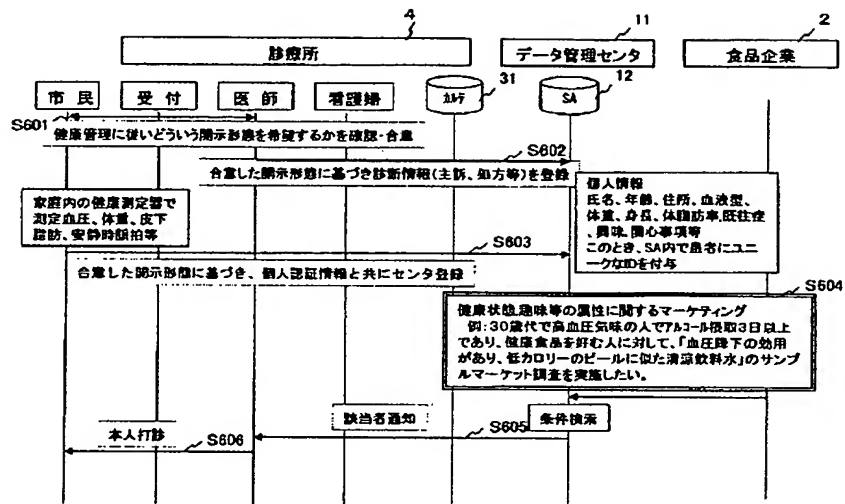 4
11
2
診療所
データ管理センタ
食品企業
31
12
市民
受付
医師
看護婦
カルテ
SA
S601
健康管理に従いどういう開示形態を希望するかを確認・合意
S602
合意した開示形態に基づき診断情報(主訴、処方等)を登録
個人情報
氏名、年齢、住所、血液型、
体重、身長、体脂肪率、既往症、
興味、関心事項等
このとき、SA内で患者にユニ
ークなIDを付与
家庭内の健康測定器で
測定血圧、体重、皮下
脂肪、安静時脈拍等
S603
合意した開示形態に基づき、個人認証情報と共にセンタ登録
S604
健康状態、趣味等の属性に関するマーケティング
例:30歳代で高血圧気味の人でアルコール摂取3日以上
であり、健康食品を好む人に対して、「血圧降下の効用
があり、低カロリーのビールに似た清涼飲料水」のサンプ
ルマーケット調査を実施したい。
該当名通知
条件検索
S605
本人打診
S606